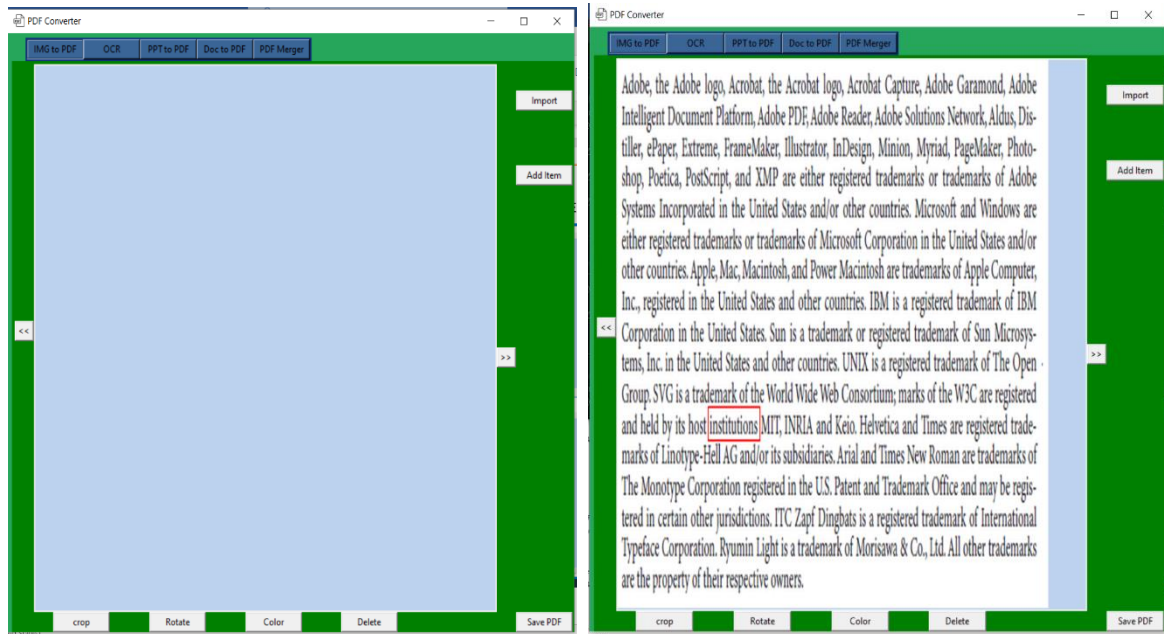 PDF Converter
IMG to PDF OCR PPT to PDF Doc to PDF PDF Merger
Import
Add Item
<<
>>
crop Rotate Color Delete Save PDF
PDF Converter
IMG to PDF OCR PPT to PDF Doc to PDF PDF Merger
Adobe, the Adobe logo, Acrobat, the Acrobat logo, Acrobat Capture, Adobe Garamond, Adobe
Intelligent Document Platform, Adobe PDF, Adobe Reader, Adobe Solutions Network, Aldus, Dis-
tiller, ePaper, Extreme, FrameMaker, Illustrator, InDesign, Minion, Myriad, PageMaker, Photo-
shop, Poetica, PostScript, and XMP are either registered trademarks or trademarks of Adobe
Systems Incorporated in the United States and/or other countries. Microsoft and Windows are
either registered trademarks or trademarks of Microsoft Corporation in the United States and/or
other countries. Apple, Mac, Macintosh, and Power Macintosh are trademarks of Apple Computer,
Inc., registered in the United States and other countries. IBM is a registered trademark of IBM
Corporation in the United States. Sun is a trademark or registered trademark of Sun Microsys-
tems, Inc. in the United States and other countries. UNIX is a registered trademark of The Open
Group. SVG is a trademark of the World Wide Web Consortium; marks of the W3C are registered
and held by its host institutions MIT, INRIA and Keio. Helvetica and Times are registered trade-
marks of Linotype-Hell AG and/or its subsidiaries. Arial and Times New Roman are trademarks of
The Monotype Corporation registered in the U.S. Patent and Trademark Office and may be regis-
tered in certain other jurisdictions. ITC Zapf Dingbats is a registered trademark of International
Typeface Corporation. Ryumin Light is a trademark of Morisawa & Co., Ltd. All other trademarks
are the property of their respective owners.
Import
Add Item
<<
>>
crop Rotate Color Delete Save PDF